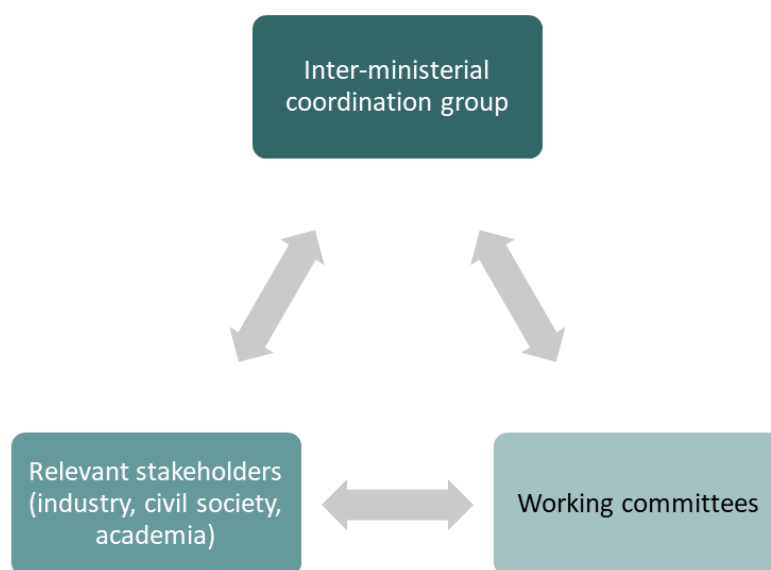 Inter-ministerial
coordination group
Relevant stakeholders
(industry, civil society,
academia)
Working committees